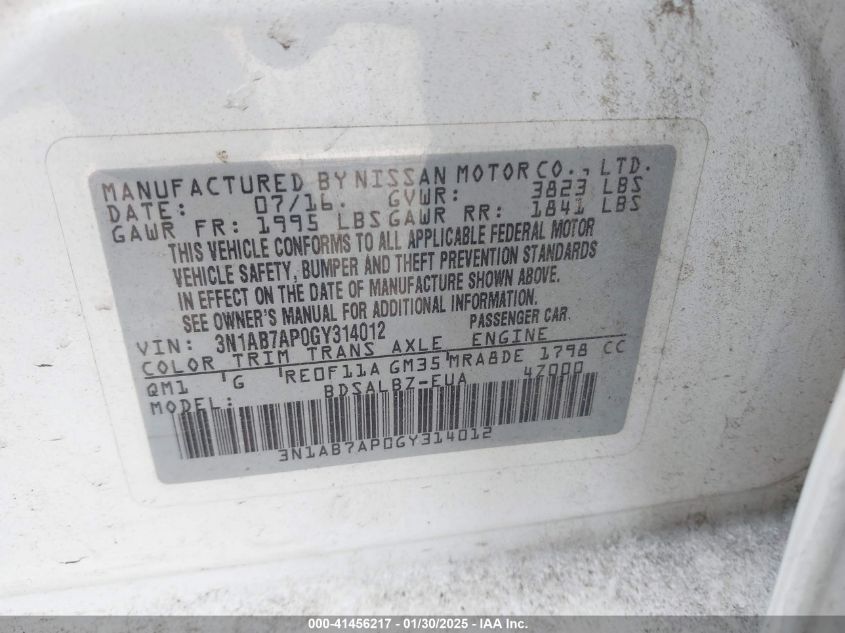 MANUFACTURED BY NISSAN MOTOR CO., LTD.
DATE: 07/16. GVWR: 3823 LBS
GAWR FR: 1995 LBS GAWR RR: 1841 LBS
THIS VEHICLE CONFORMS TO ALL APPLICABLE FEDERAL MOTOR
VEHICLE SAFETY, BUMPER AND THEFT PREVENTION STANDARDS
IN EFFECT ON THE DATE OF MANUFACTURE SHOWN ABOVE.
SEE OWNER'S MANUAL FOR ADDITIONAL INFORMATION.
VIN: 3N1AB7AP0GY314012 PASSENGER CAR
COLOR TRIM TRANS AXLE ENGINE
QM1 G RE0F11A GM35 MRA8DE 1798 CC
MODEL: BDSALBZ-EUA 4Z000
3N1AB7AP0GY314012
000-41456217 - 01/30/2025 - IAA Inc.